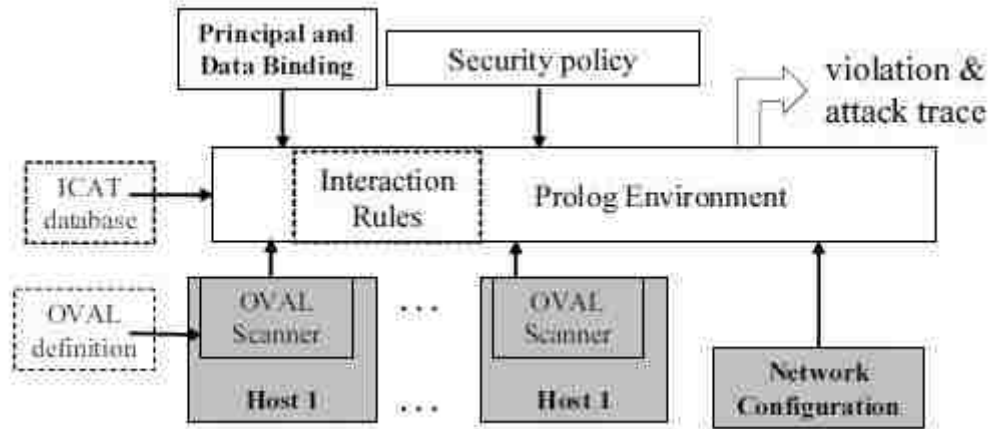 Principal and
Data Binding
Security policy
violation &
attack trace
ICAT
database
Interaction
Rules
Prolog Environment
OVAL
definition
OVAL
Scanner
...
OVAL
Scanner
Host 1
...
Host 1
Network
Configuration